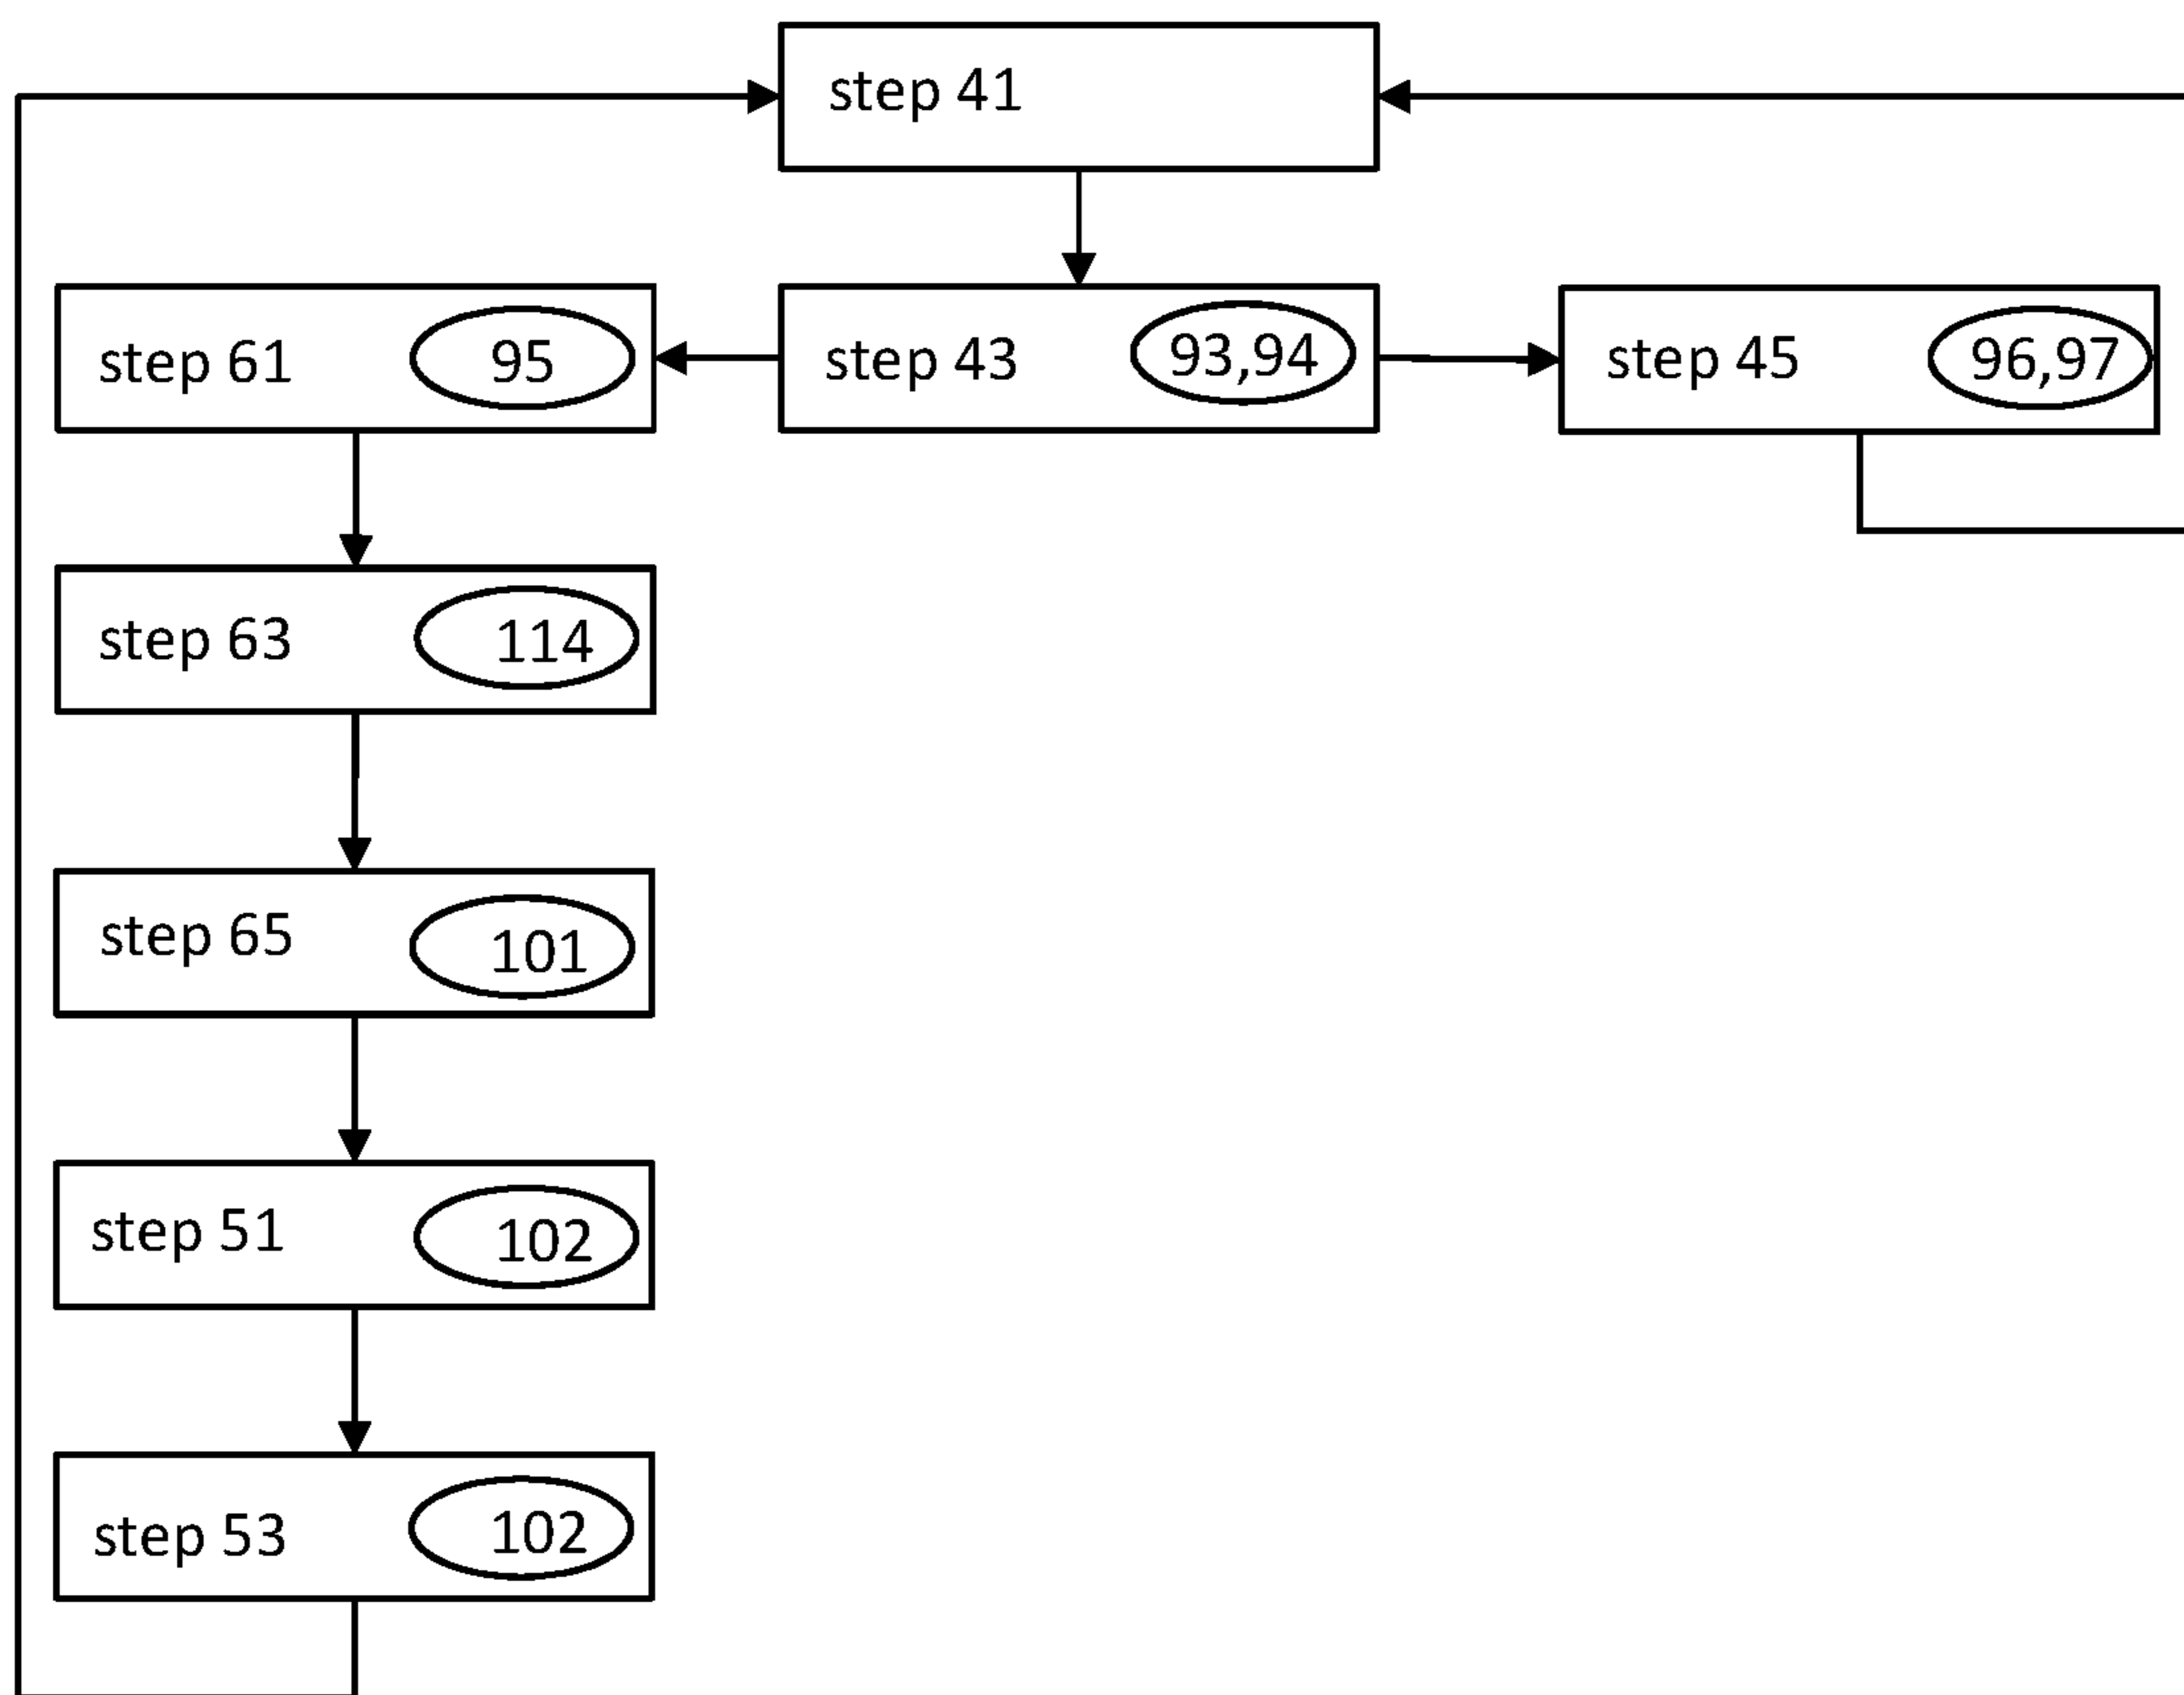 step 41
step 61 95
step 43 93,94
step 45 96,97
step 63 114
step 65 101
step 51 102
step 53 102